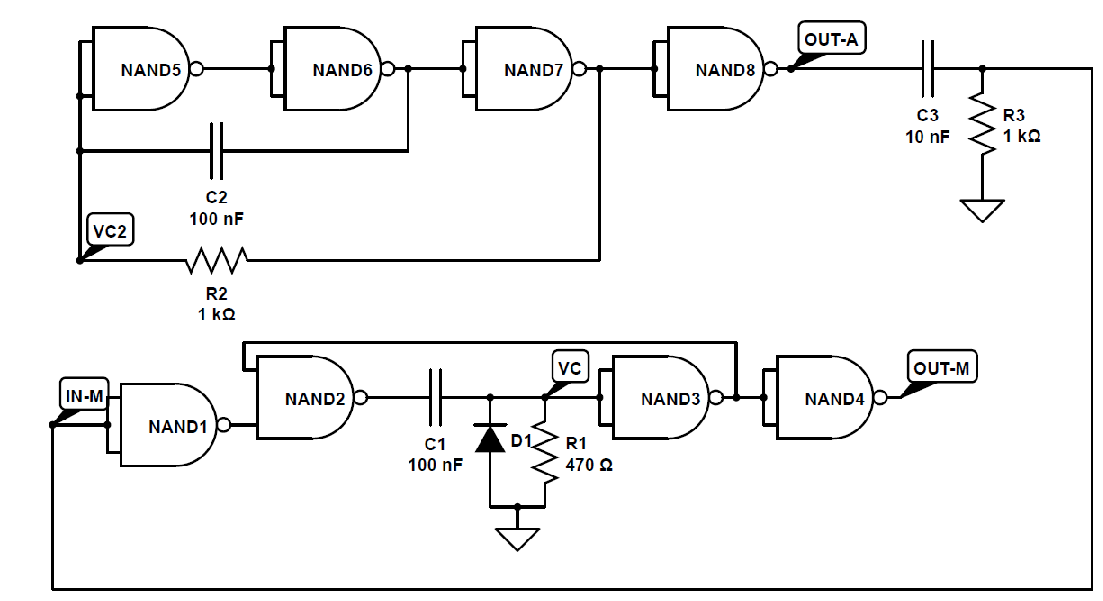 NAND5
NAND6
NAND7
NAND8
OUT-A
C3
10 nF
R3
1 kΩ
C2
100 nF
VC2
R2
1 kΩ
IN-M
NAND1
NAND2
C1
100 nF
D1
VC
R1
470 Ω
NAND3
NAND4
OUT-M